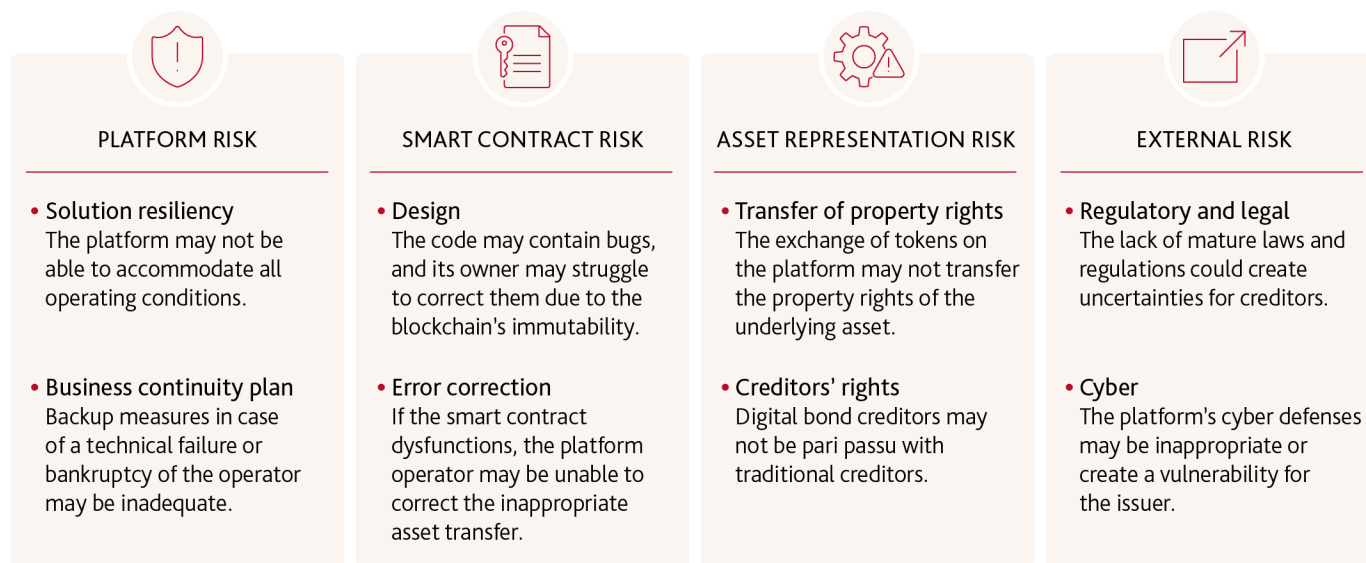 PLATFORM RISK
• Solution resiliency
The platform may not be
able to accommodate all
operating conditions.
• Business continuity plan
Backup measures in case
of a technical failure or
bankruptcy of the operator
may be inadequate.
SMART CONTRACT RISK
• Design
The code may contain bugs,
and its owner may struggle
to correct them due to the
blockchain's immutability.
• Error correction
If the smart contract
dysfunctions, the platform
operator may be unable to
correct the inappropriate
asset transfer.
ASSET REPRESENTATION RISK
• Transfer of property rights
The exchange of tokens on
the platform may not transfer
the property rights of the
underlying asset.
• Creditors' rights
Digital bond creditors may
not be pari passu with
traditional creditors.
EXTERNAL RISK
• Regulatory and legal
The lack of mature laws and
regulations could create
uncertainties for creditors.
• Cyber
The platform's cyber defenses
may be inappropriate or
create a vulnerability for
the issuer.